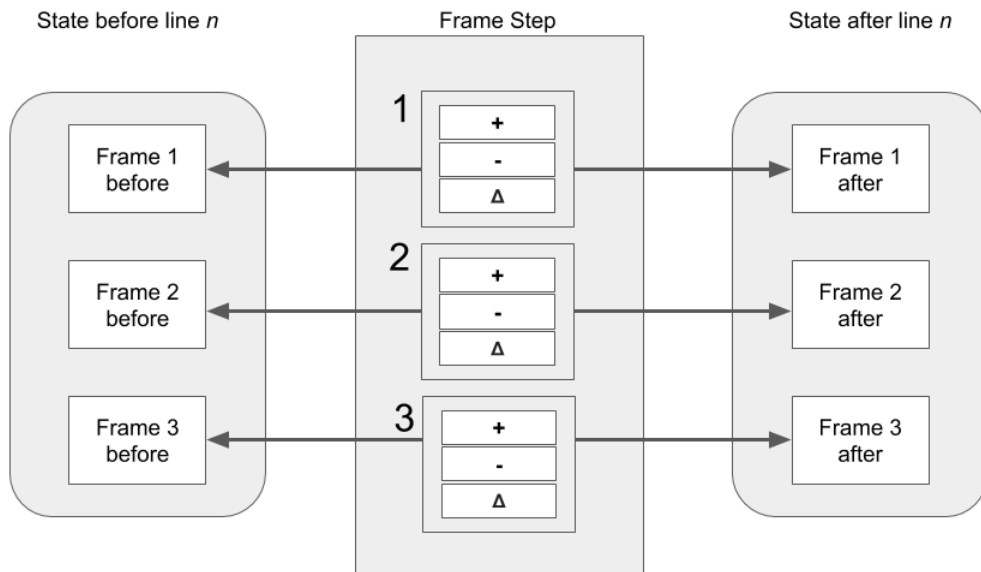 State before line n
Frame Step
State after line n
1
+
-
Δ
Frame 1
before
Frame 1
after
2
+
-
Δ
Frame 2
before
Frame 2
after
3
+
-
Δ
Frame 3
before
Frame 3
after